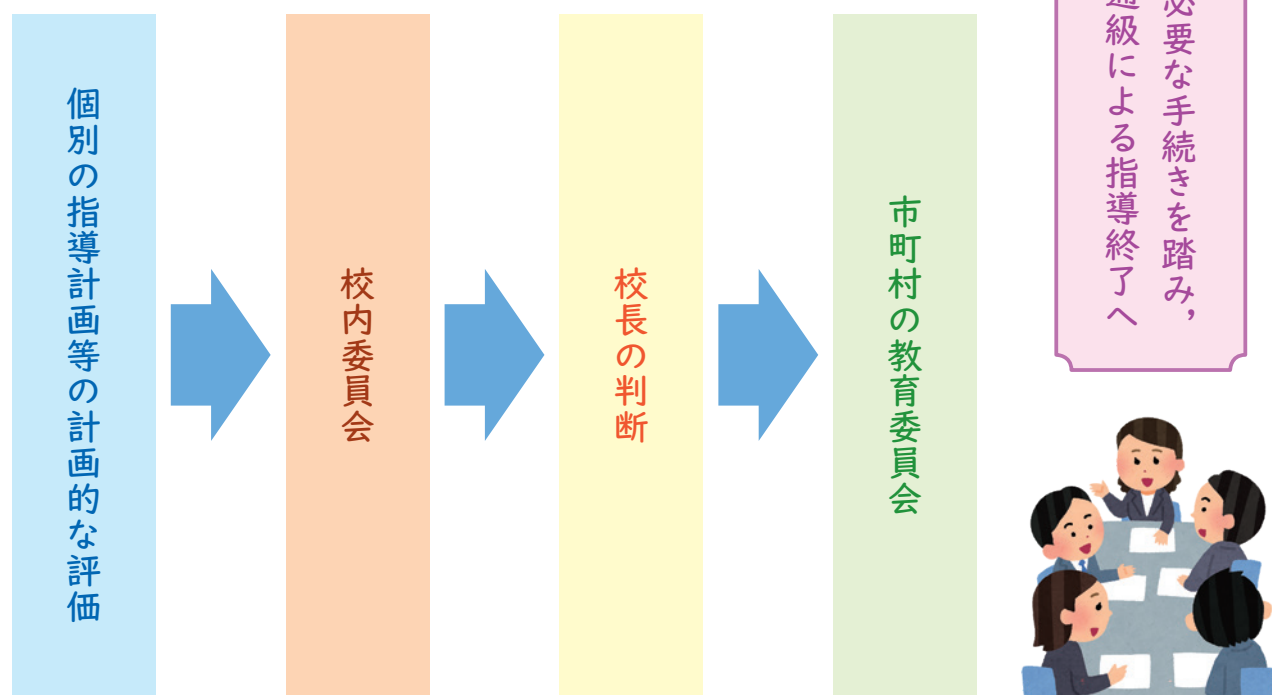 個別の指導計画等の計画的な評価
校内委員会
校長の判断
市町村の教育委員会
必要な手続きを踏み,
級による指導終了へ